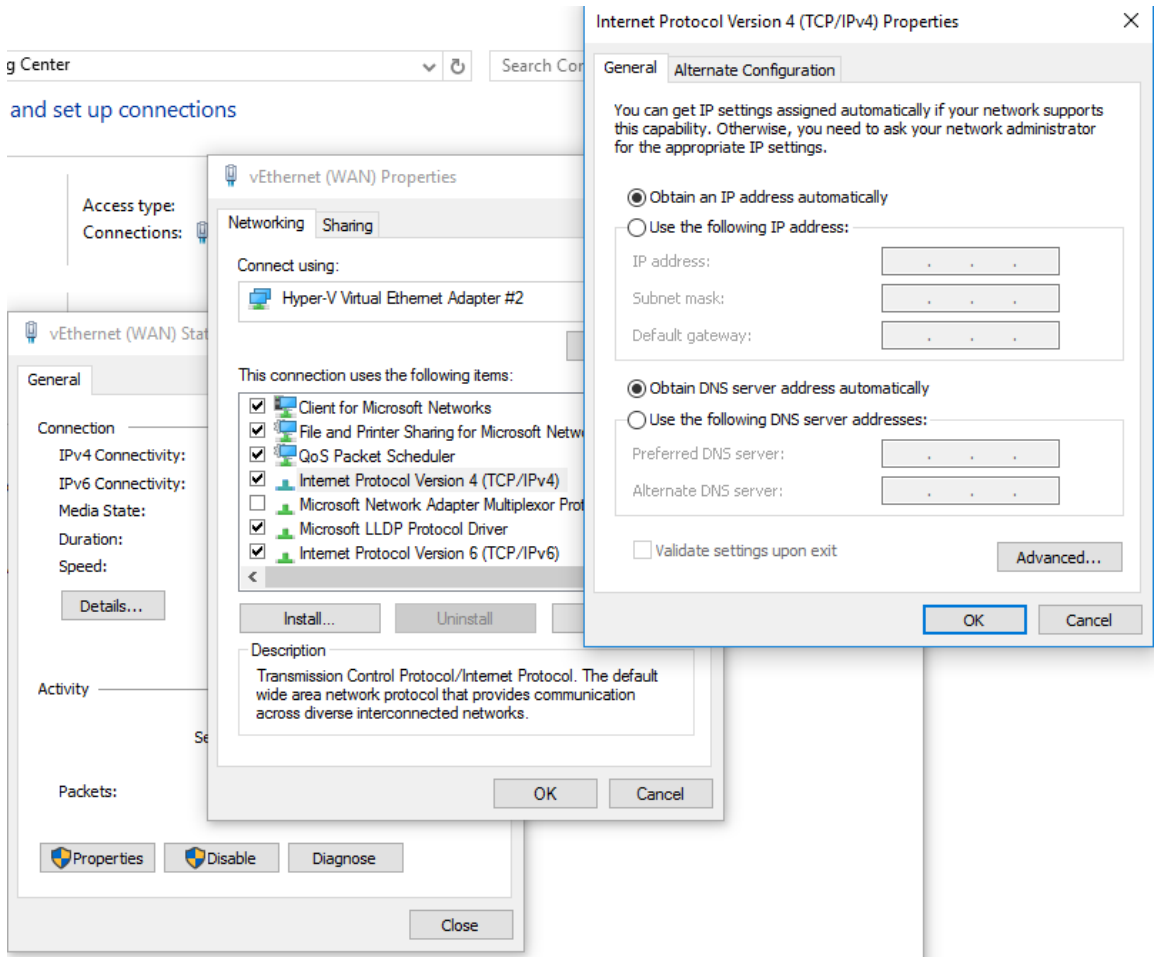 g Center
Search Cor
and set up connections
Access type:
Connections:
vEthernet (WAN) Stat
General
Connection
IPv4 Connectivity:
IPv6 Connectivity:
Media State:
Duration:
Speed:
Details...
Activity
Se
Packets:
Properties
Disable
Diagnose
Close
vEthernet (WAN) Properties
Networking
Sharing
Connect using:
Hyper-V Virtual Ethernet Adapter #2
This connection uses the following items:
Client for Microsoft Networks
File and Printer Sharing for Microsoft Netw
QoS Packet Scheduler
Internet Protocol Version 4 (TCP/IPv4)
Microsoft Network Adapter Multiplexor Prot
Microsoft LLDP Protocol Driver
Internet Protocol Version 6 (TCP/IPv6)
Install...
Uninstall
Description
Transmission Control Protocol/Internet Protocol. The default
wide area network protocol that provides communication
across diverse interconnected networks.
OK
Cancel
Internet Protocol Version 4 (TCP/IPv4) Properties
General
Alternate Configuration
You can get IP settings assigned automatically if your network supports
this capability. Otherwise, you need to ask your network administrator
for the appropriate IP settings.
Obtain an IP address automatically
Use the following IP address:
IP address:
Subnet mask:
Default gateway:
Obtain DNS server address automatically
Use the following DNS server addresses:
Preferred DNS server:
Alternate DNS server:
Validate settings upon exit
Advanced...
OK
Cancel